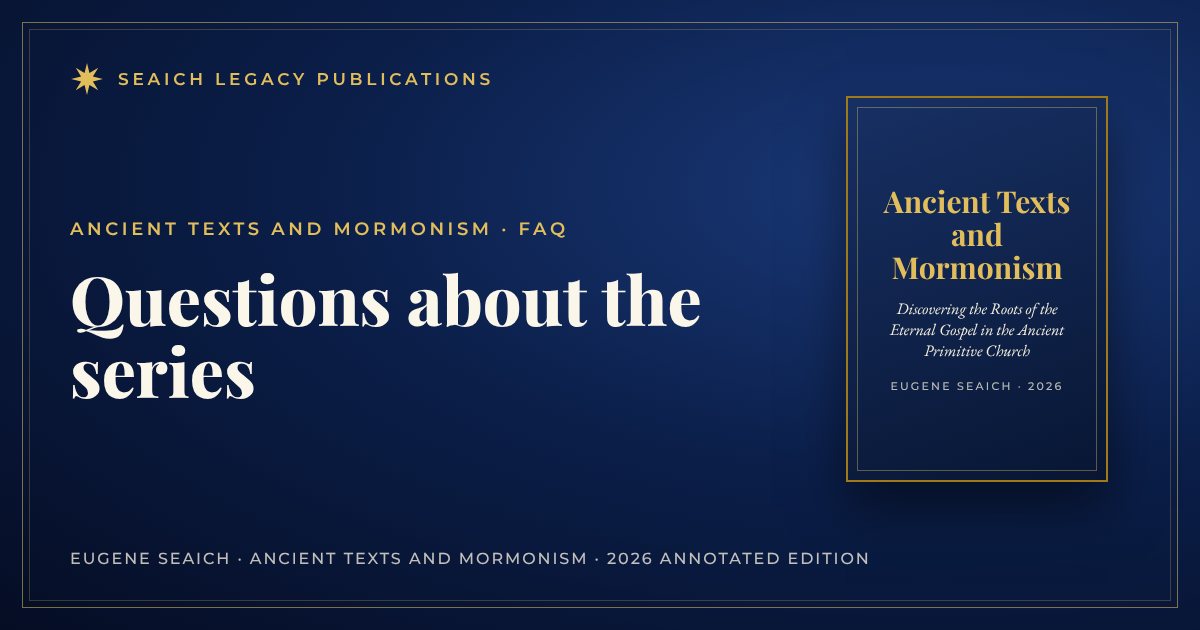 SEAICH LEGACY PUBLICATIONS
ANCIENT TEXTS AND MORMONISM · FAQ
Questions about the
series
Ancient Texts
and
Mormonism
Discovering the Roots of the
Eternal Gospel in the Ancient
Primitive Church
EUGENE SEAICH · 2026
EUGENE SEAICH · ANCIENT TEXTS AND MORMONISM · 2026 ANNOTATED EDITION